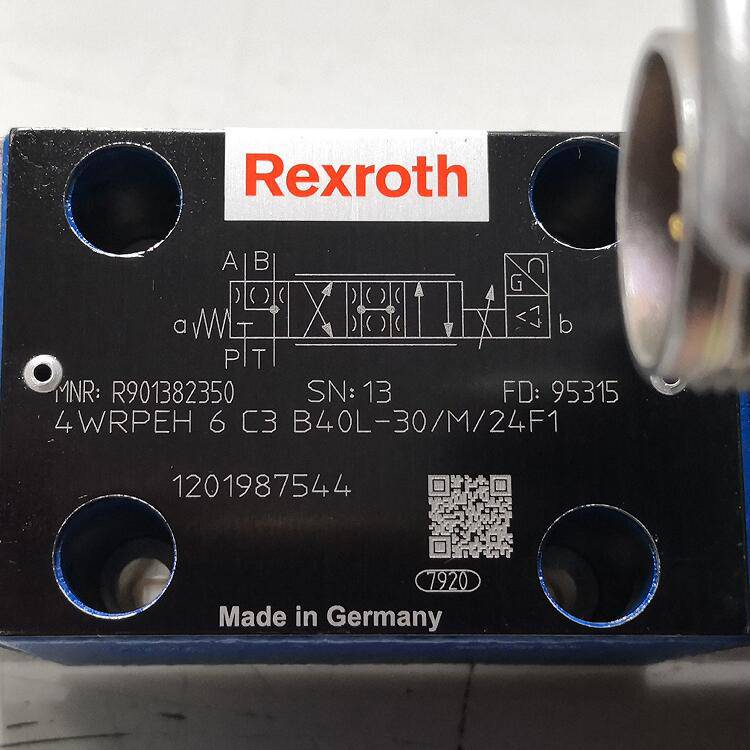 Rexroth
A B
a
b
P T
MNR: R901382350 SN: 13 FD: 95315
4WRPEH 6 C3 B40L-30/M/24F1
1201987544
7920
Made in Germany